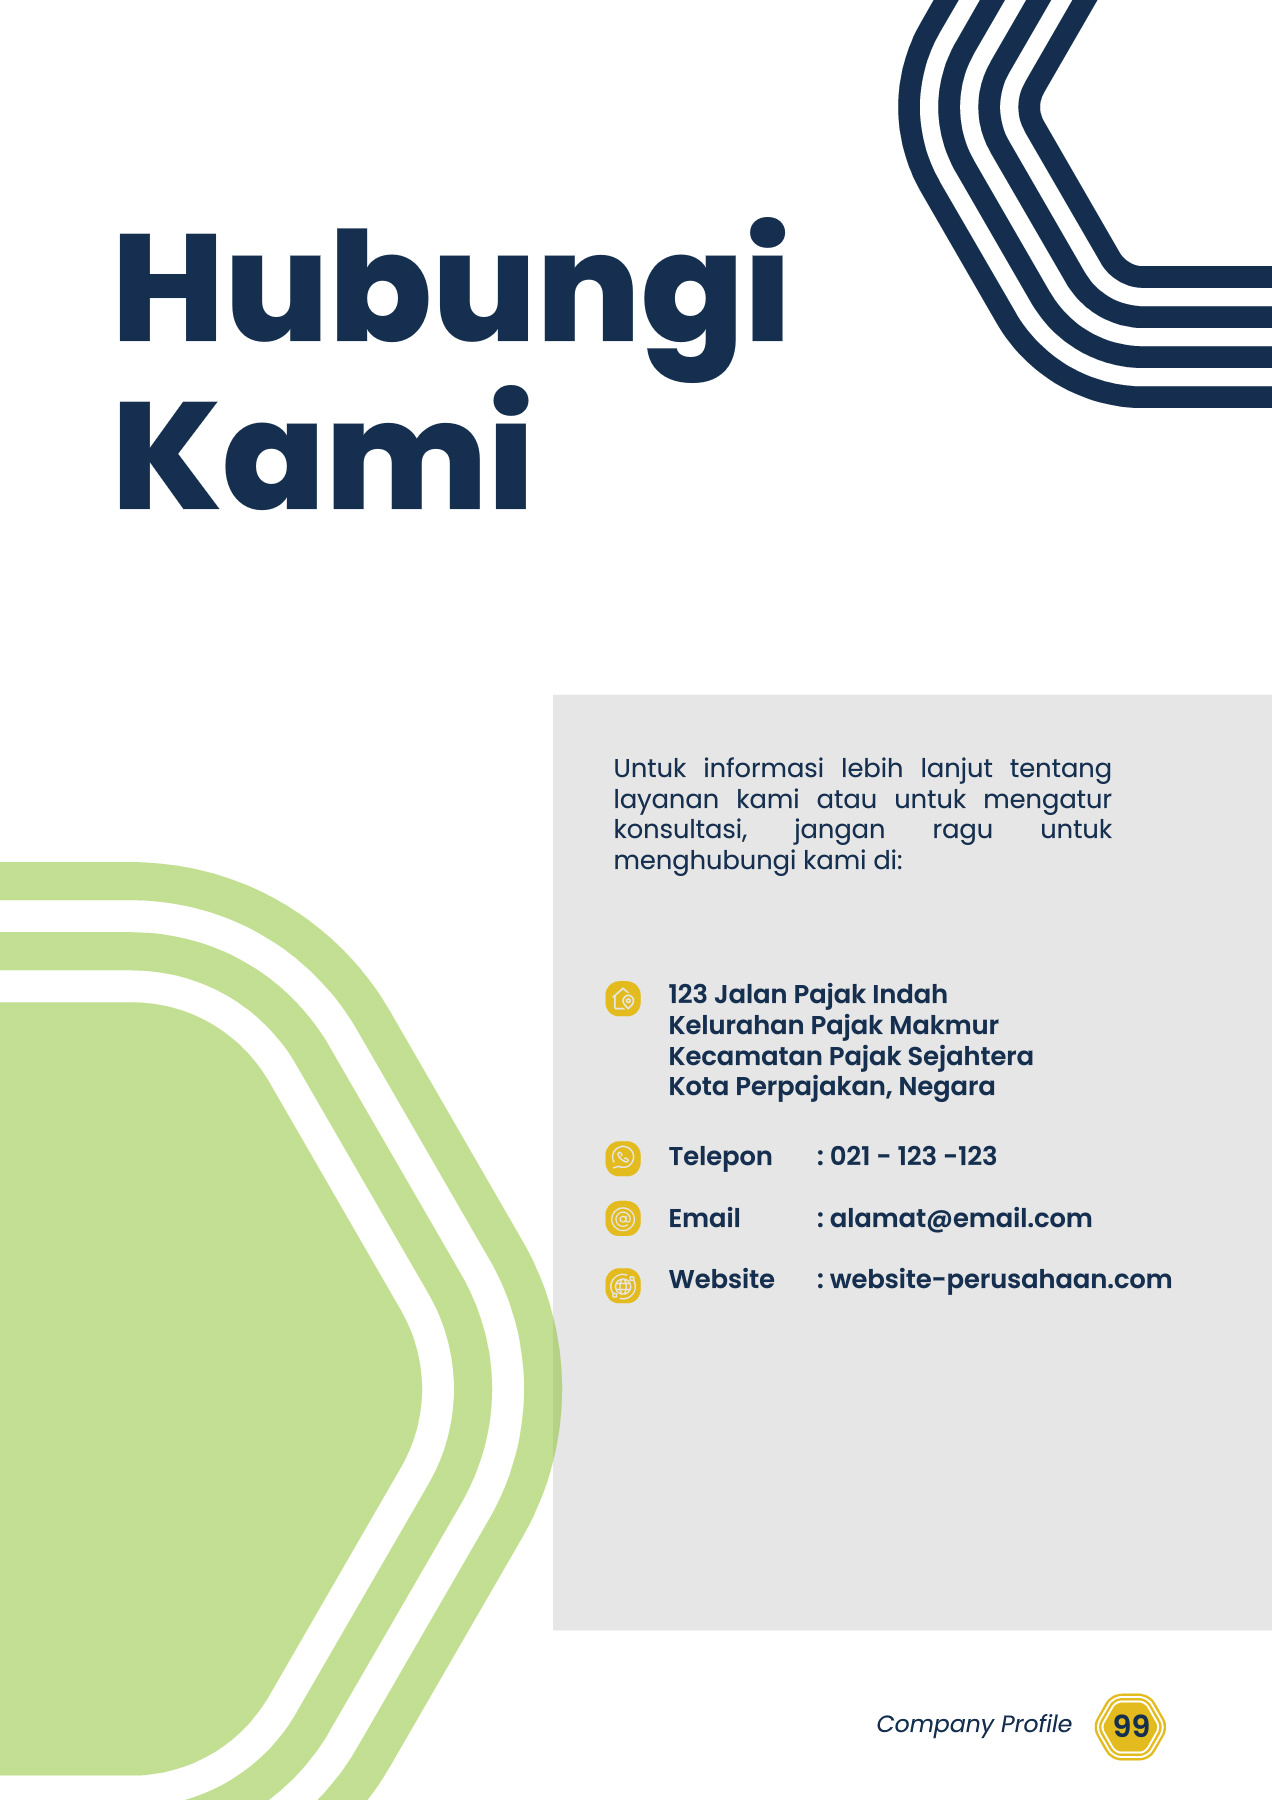 Hubungi
Kami
Untuk informasi lebih lanjut tentang
layanan kami atau untuk mengatur
konsultasi, jangan ragu untuk
menghubungi kami di:
123 Jalan Pajak Indah
Kelurahan Pajak Makmur
Kecamatan Pajak Sejahtera
Kota Perpajakan, Negara
Telepon : 021 - 123 -123
Email : alamat@email.com
Website : website-perusahaan.com
Company Profile 99